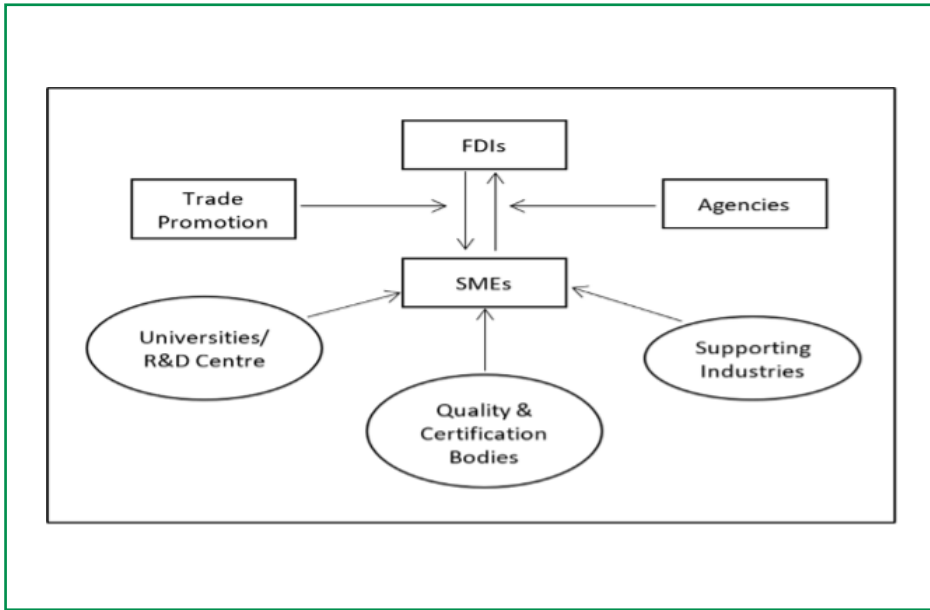 FDIs
Trade
Promotion
Agencies
SMEs
Universities/
R&D Centre
Supporting
Industries
Quality &
Certification
Bodies